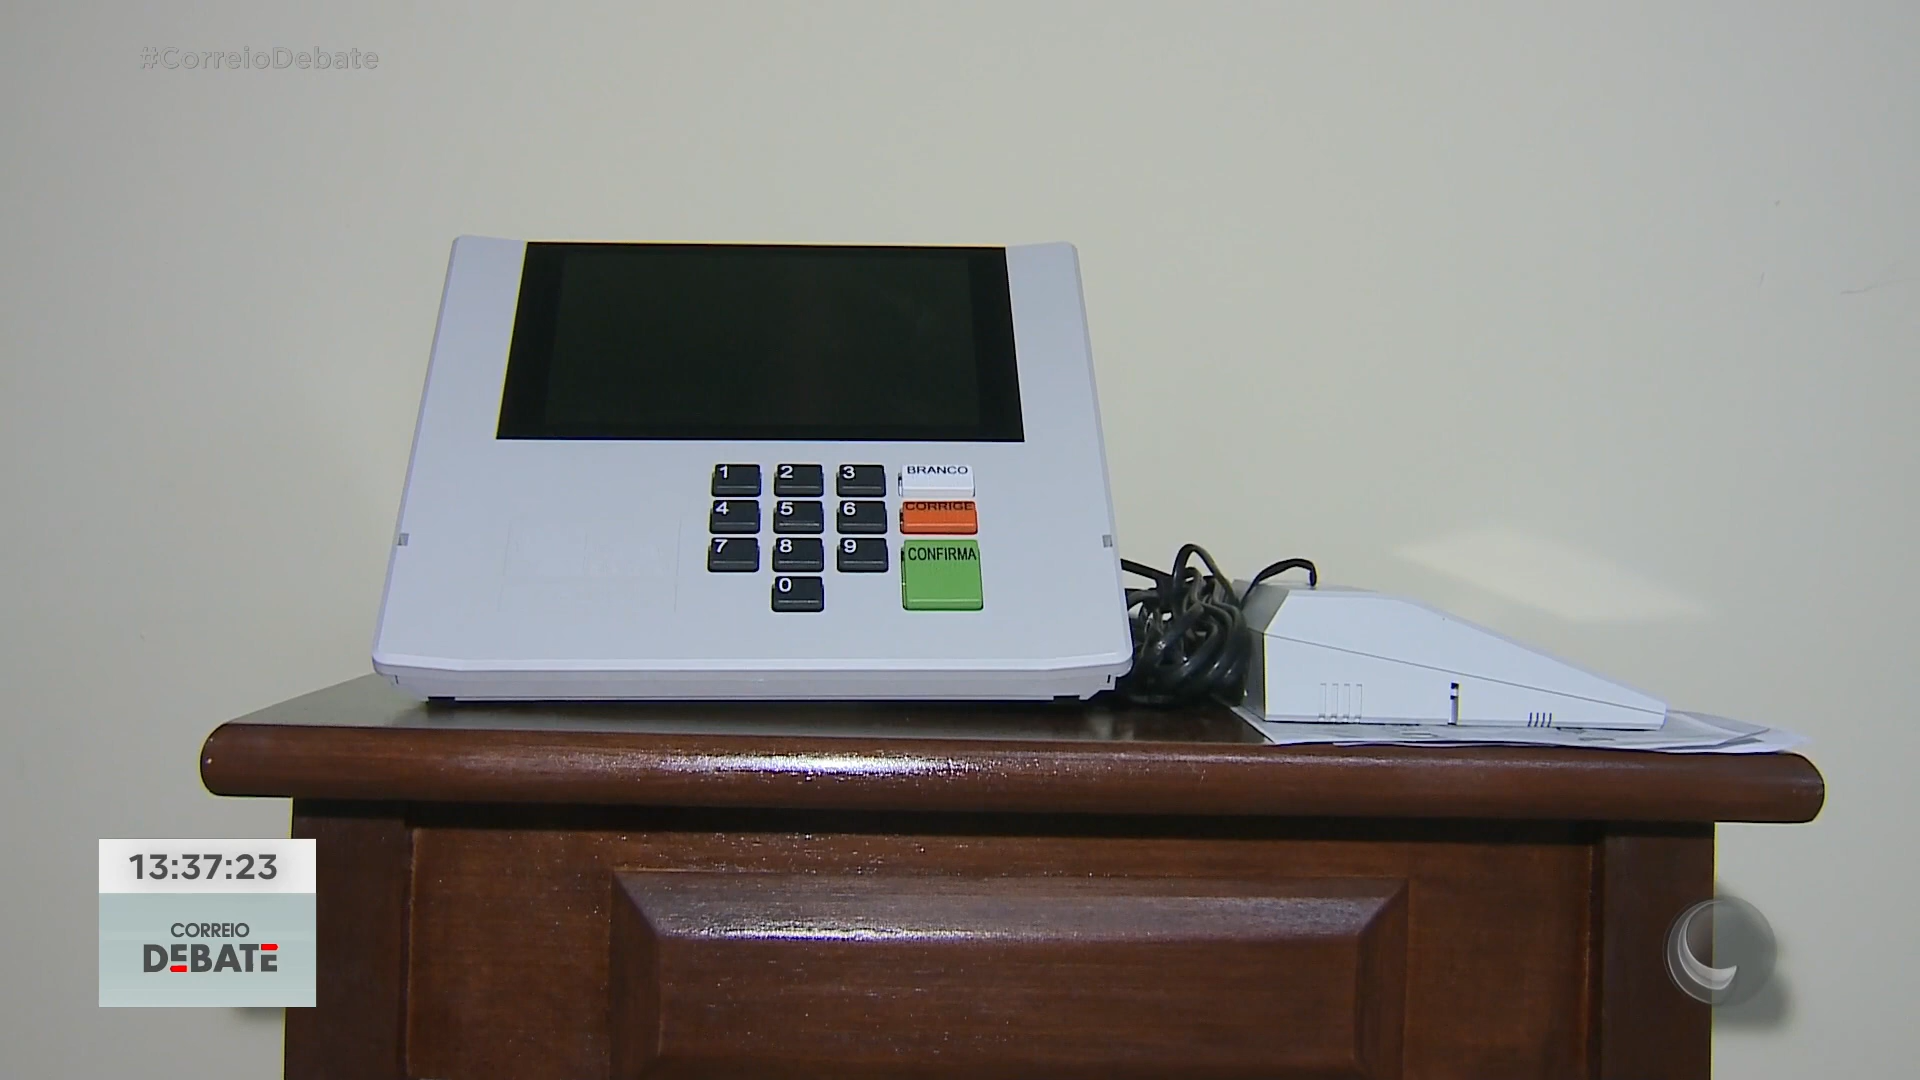 #CorreioDebate
1
2
3
BRANCO
4
5
6
CORRIGE
7
8
9
CONFIRMA
0
13:37:23
CORREIO
DEBATE